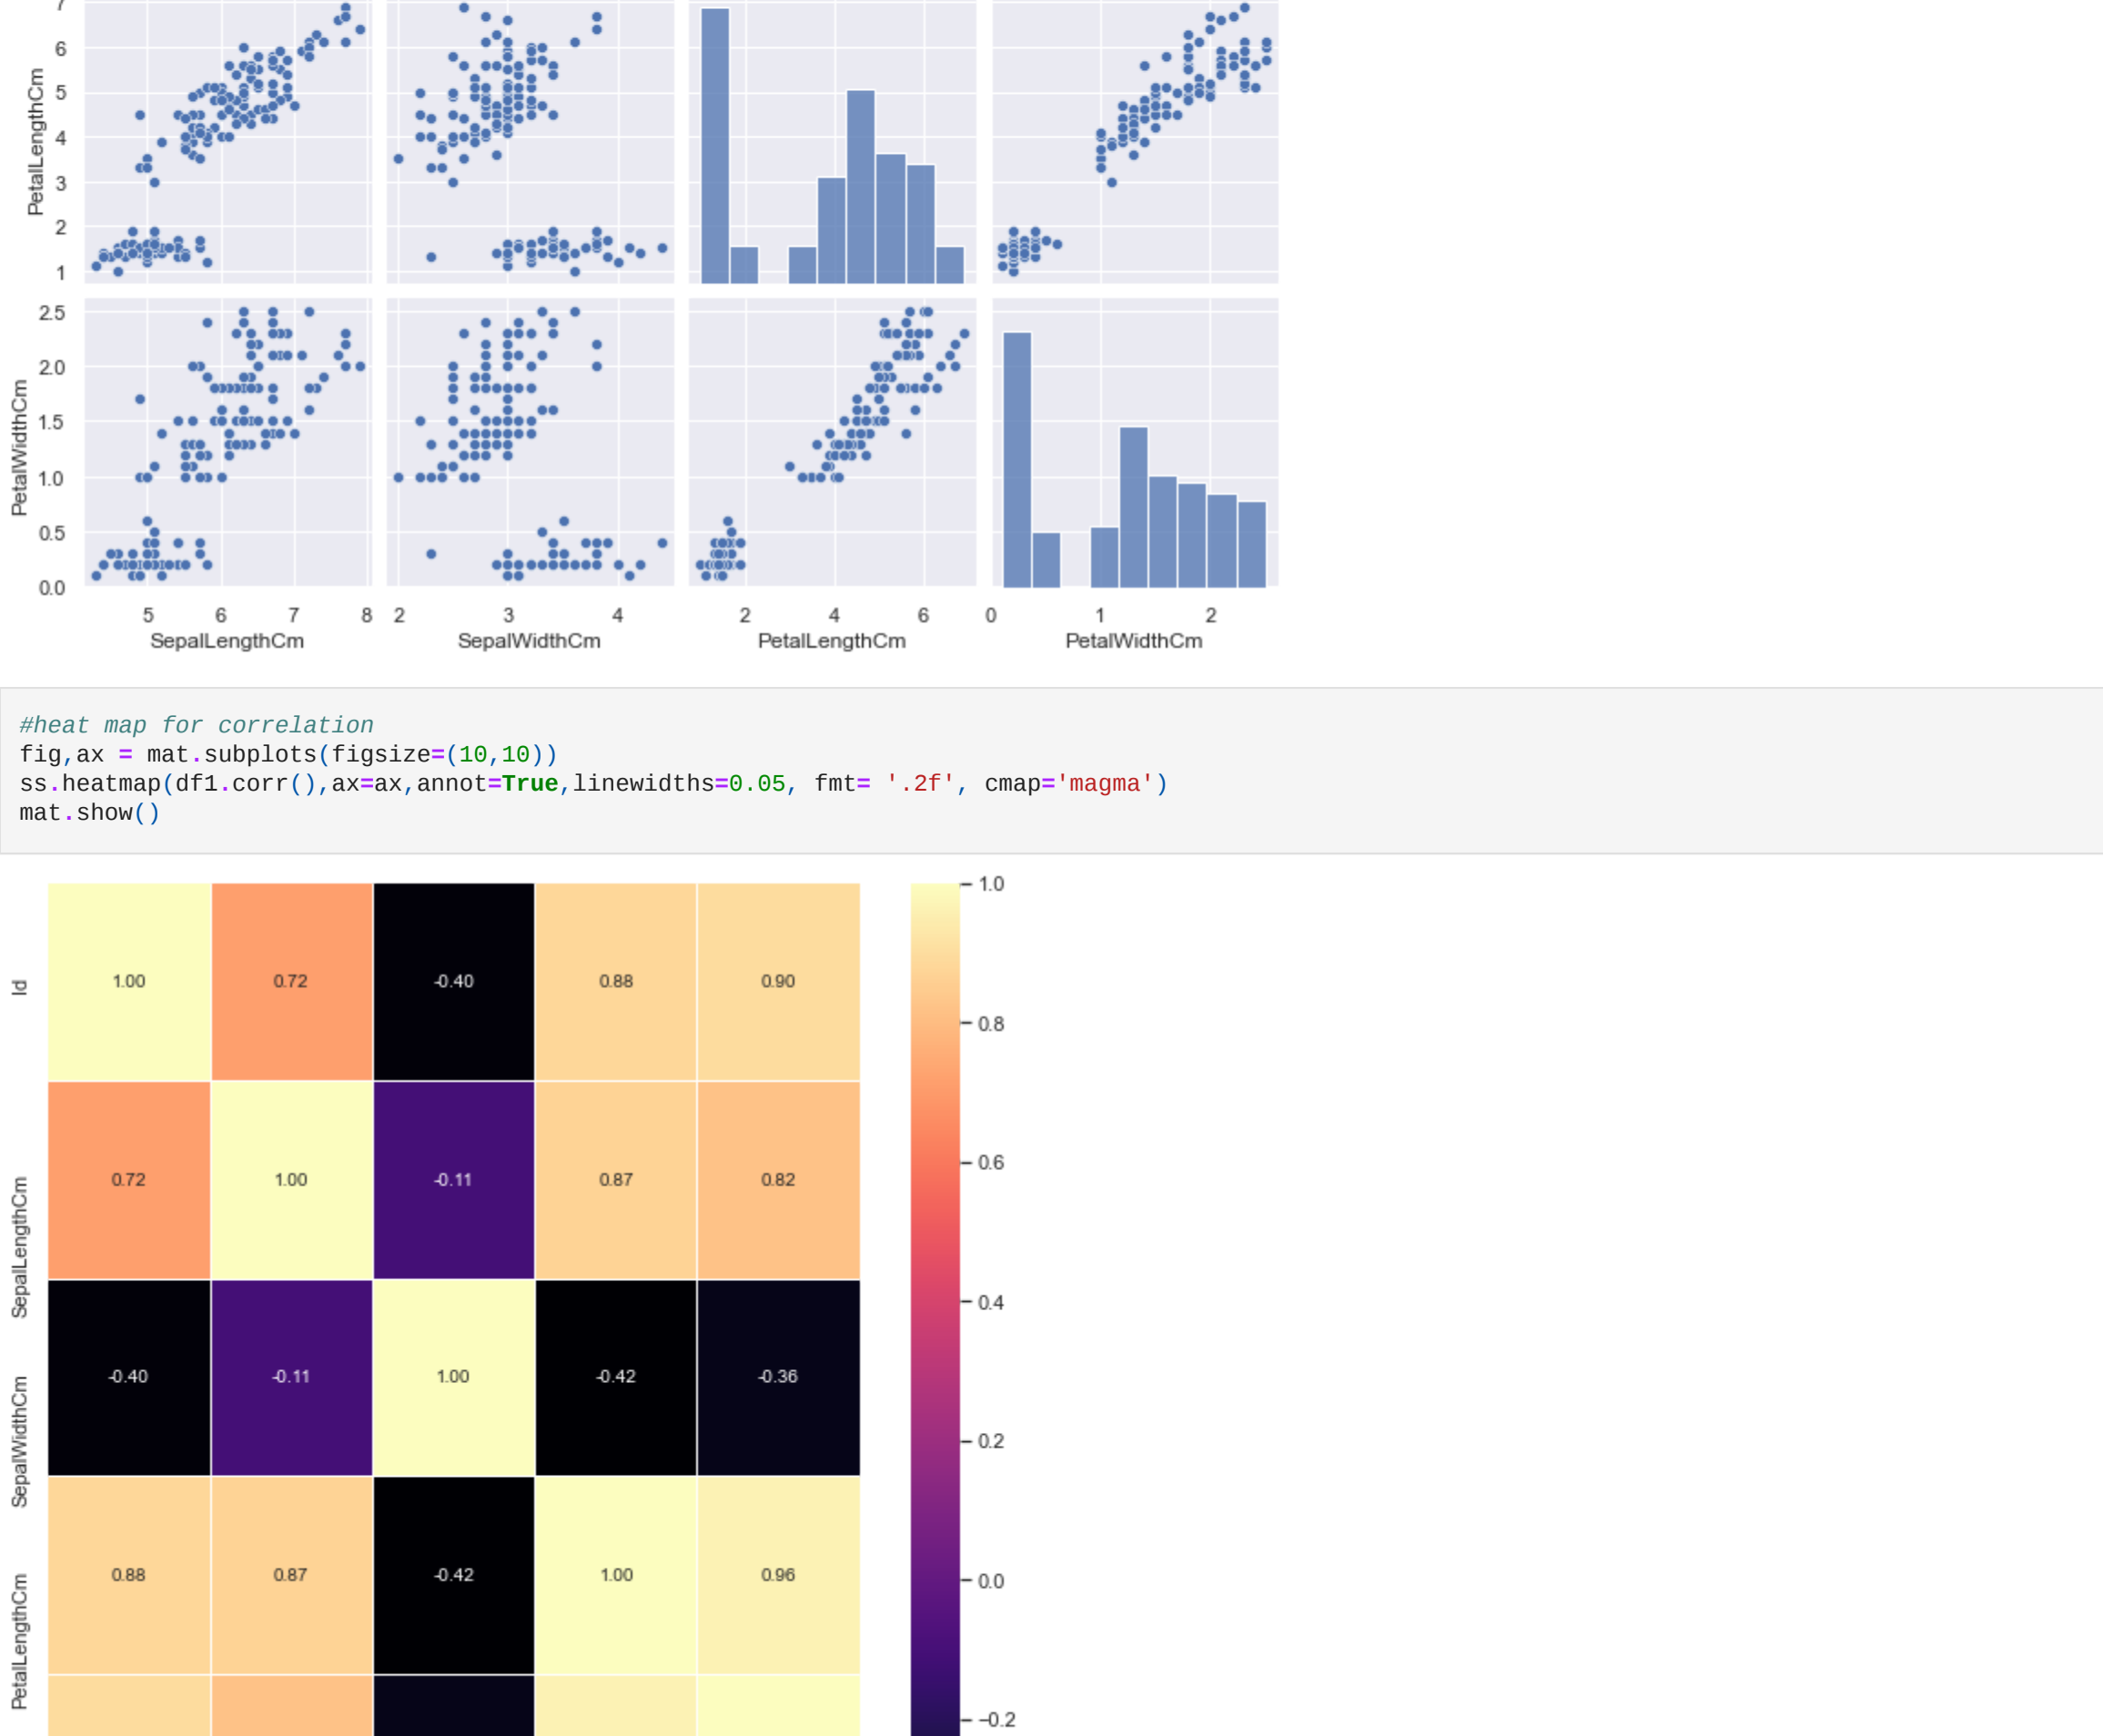 7
6
5
4
3
2
1
PetalLengthCm
2.5
2.0
1.5
1.0
0.5
0.0
PetalWidthCm
5 6 7 8 2 3 4 2 4 6 0 1 2
SepalLengthCm SepalWidthCm PetalLengthCm PetalWidthCm
#heat map for correlation
fig,ax = mat.subplots(figsize=(10,10))
ss.heatmap(df1.corr(),ax=ax,annot=True,linewidths=0.05, fmt= '.2f', cmap='magma')
mat.show()
Id 1.00 0.72 -0.40 0.88 0.90
SepalLengthCm 0.72 1.00 -0.11 0.87 0.82
SepalWidthCm -0.40 -0.11 1.00 -0.42 -0.36
PetalLengthCm 0.88 0.87 -0.42 1.00 0.96
1.0
0.8
0.6
0.4
0.2
0.0
−0.2